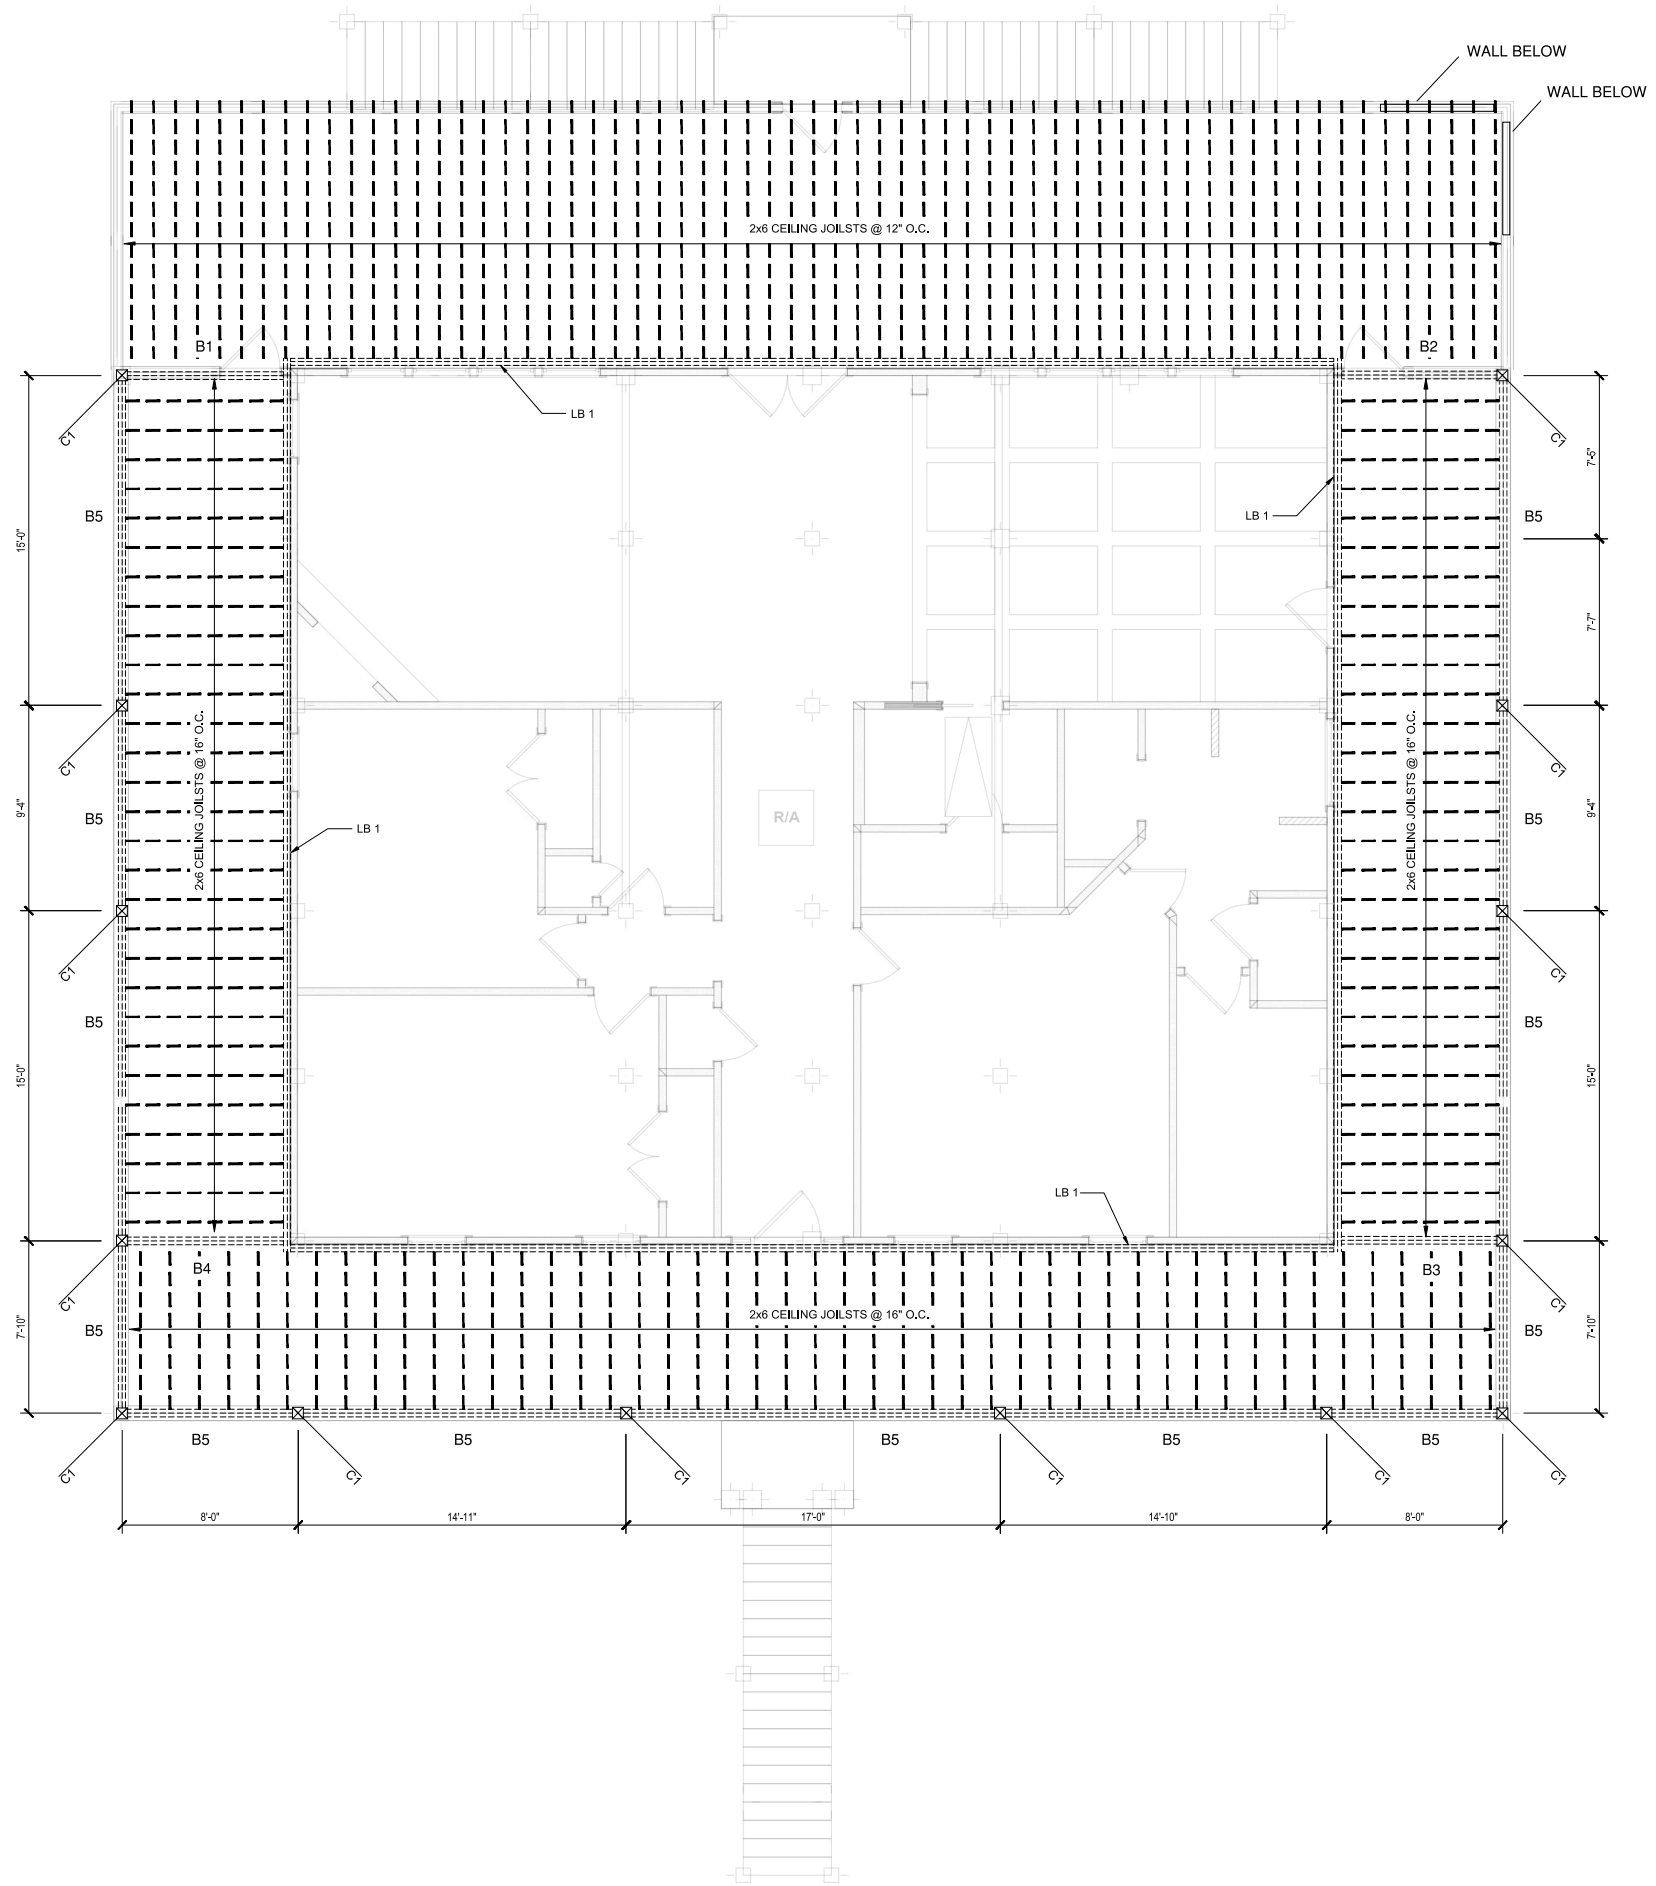 WALL BELOW
WALL BELOW
2x6 CEILING JOILSTS @ 12" O.C.
B1
B2
LB 1
C1
C1
7'-5"
B5
LB 1
B5
15'-0"
7'-7"
C1
C1
2x6 CEILING JOILSTS @ 16" O.C.
2x6 CEILING JOILSTS @ 16" O.C.
9'-4"
B5
R/A
LB 1
B5
9'-4"
C1
C1
B5
B5
15'-0"
15'-0"
LB 1
B4
B3
C1
C1
2x6 CEILING JOILSTS @ 16" O.C.
7'-10"
B5
B5
7'-10"
B5
B5
B5
B5
B5
C1
C1
C1
C1
C1
C1
8'-0"
14'-11"
17'-0"
14'-10"
8'-0"